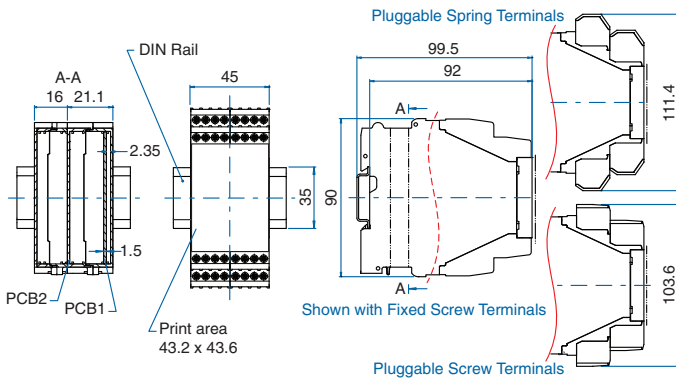 Pluggable Spring Terminals
DIN Rail
A-A
16
21.1
45
99.5
92
A
2.35
35
90
111.4
1.5
PCB2
PCB1
A
Shown with Fixed Screw Terminals
Print area
43.2 x 43.6
103.6
Pluggable Screw Terminals